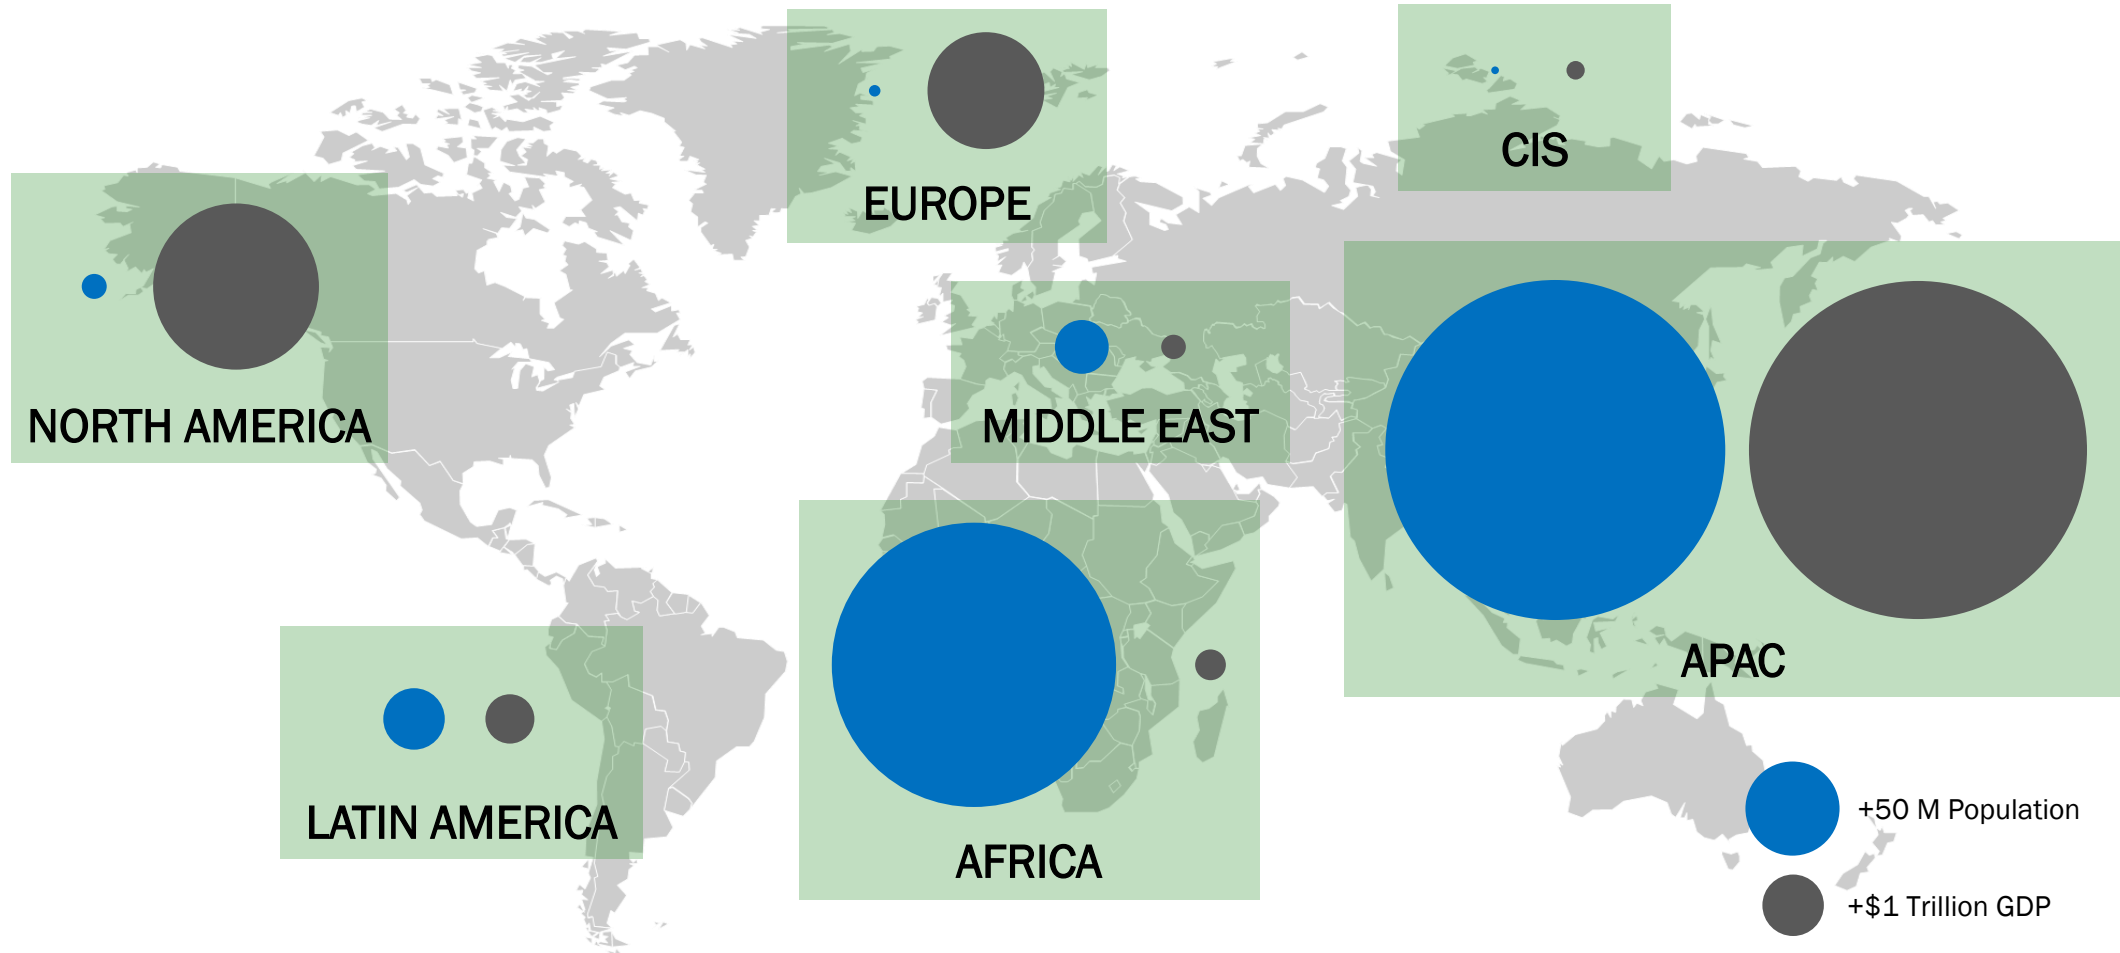 CIS
EUROPE
NORTH AMERICA
MIDDLE EAST
APAC
LATIN AMERICA
AFRICA
+50 M Population
+$1 Trillion GDP